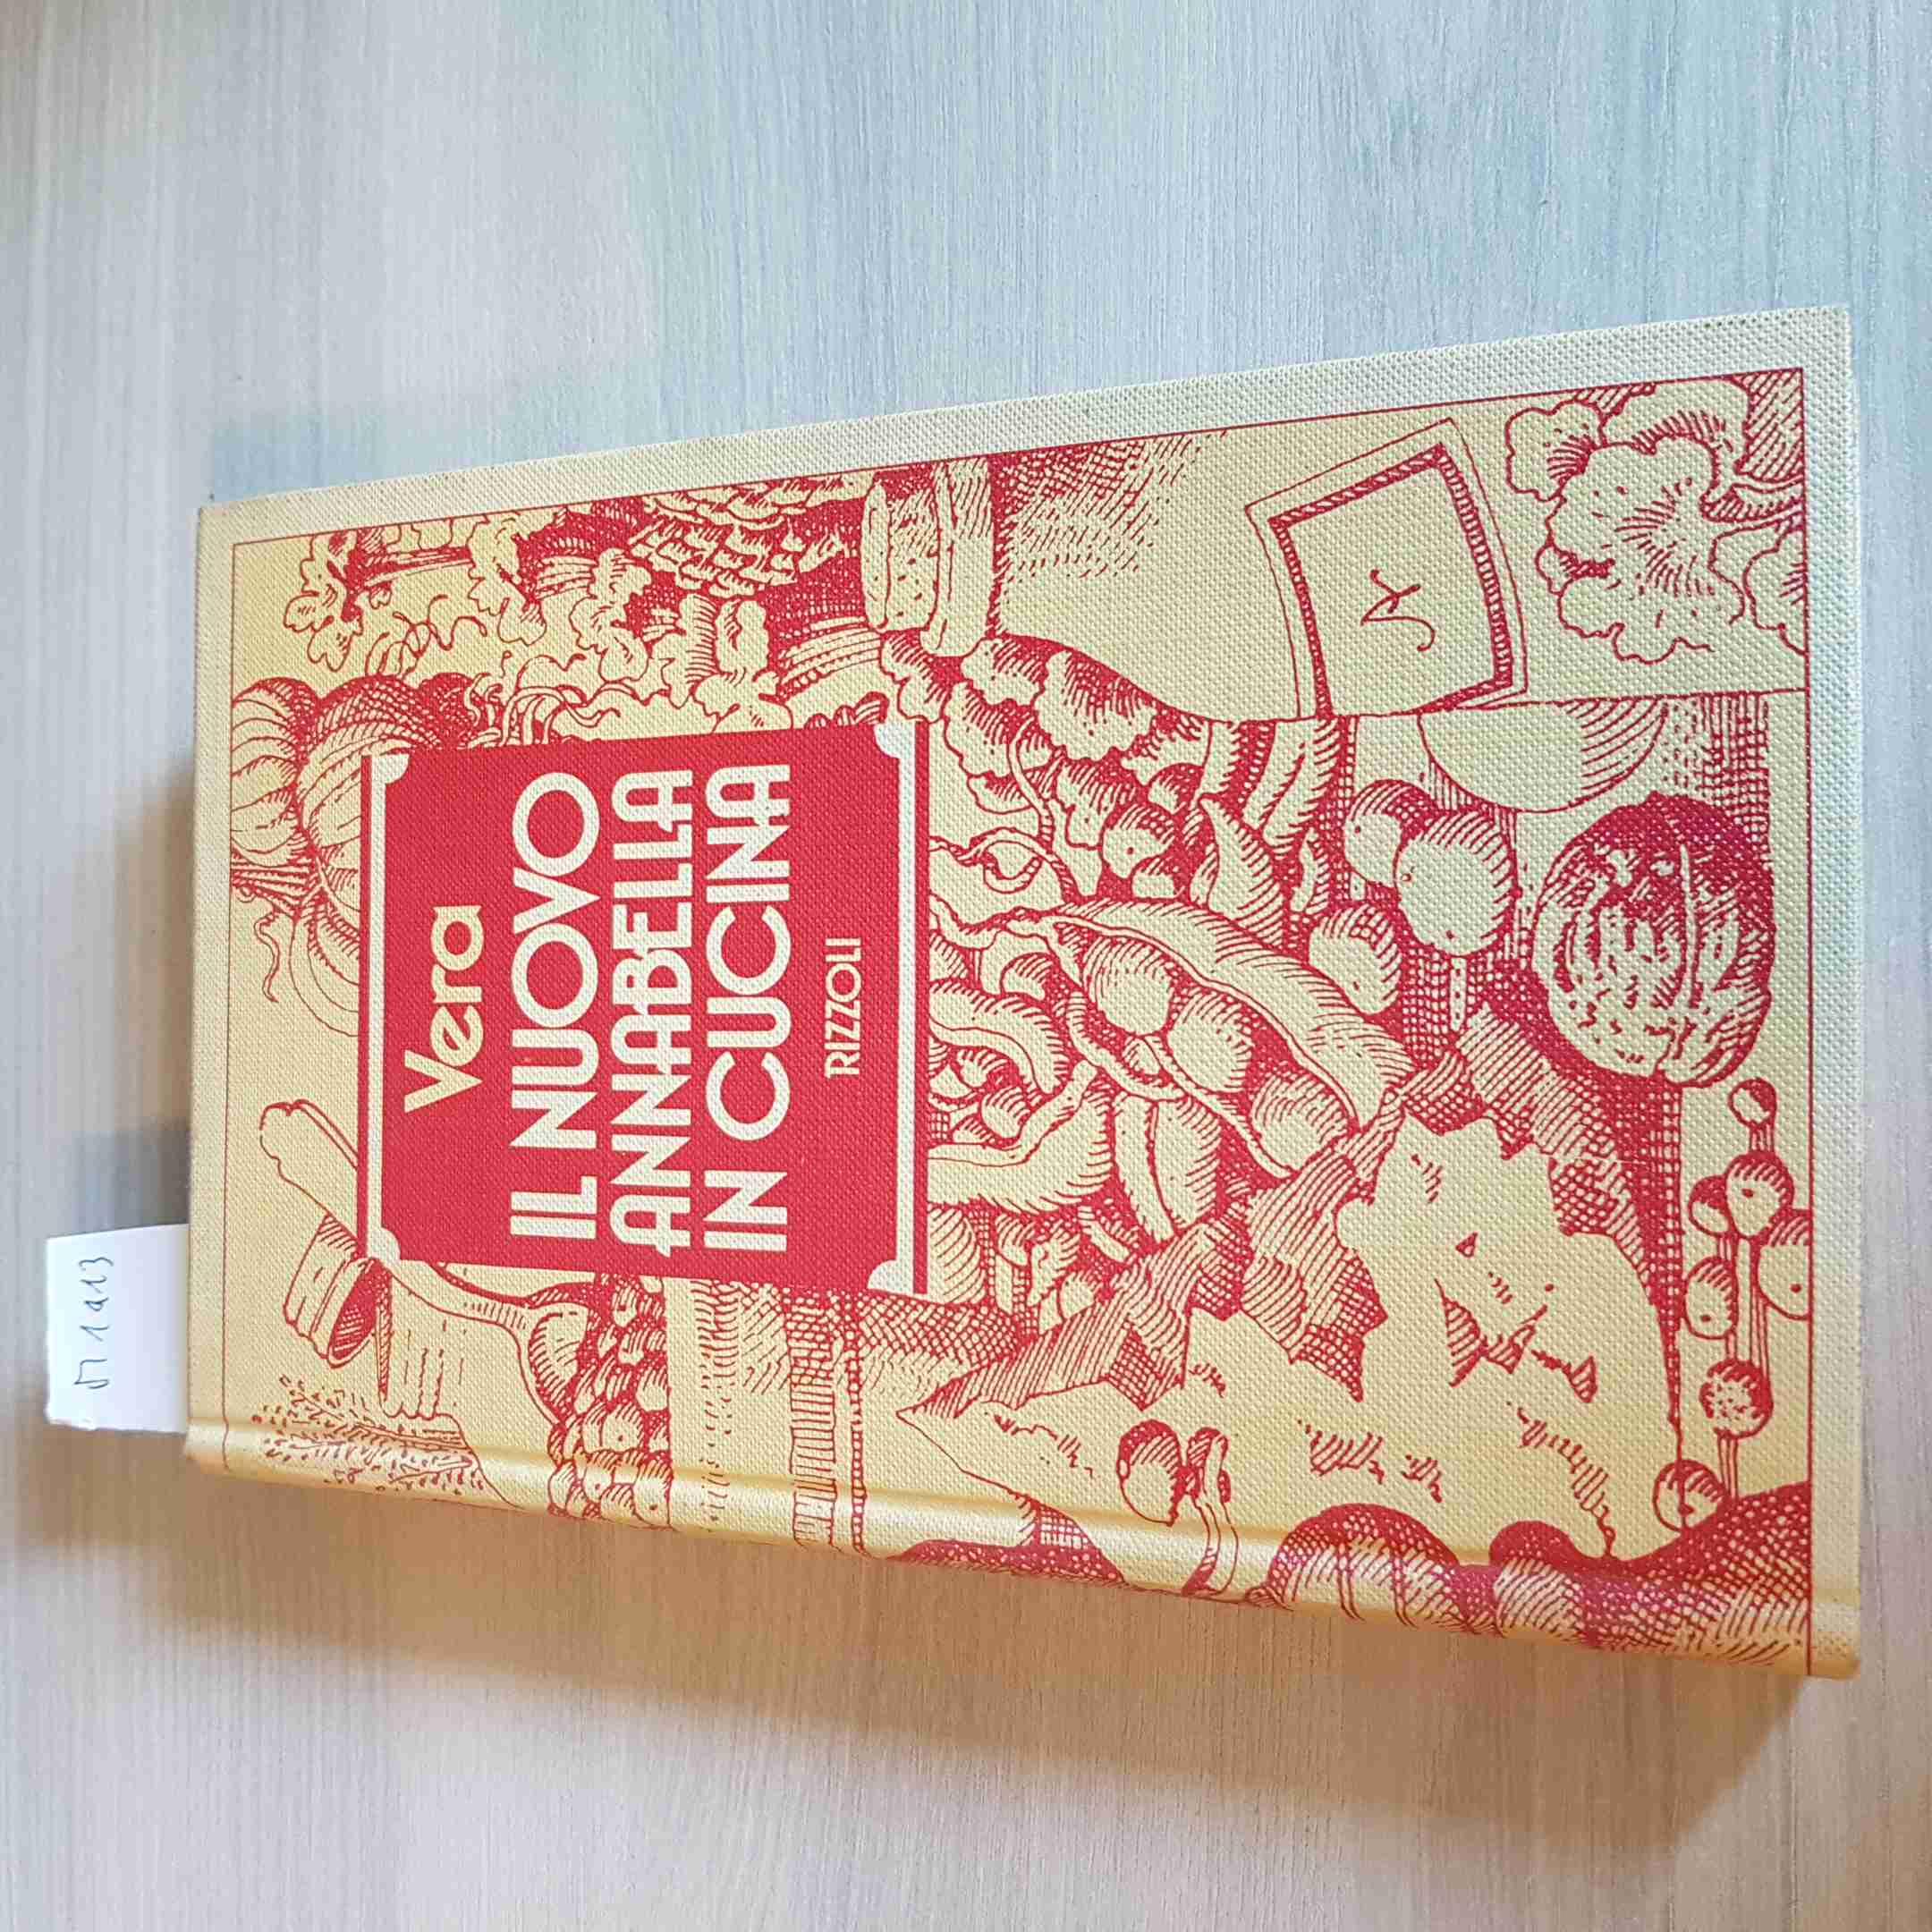 Vera
IL NUOVO
ANNABELLA
IN CUCINA
RIZZOLI
N